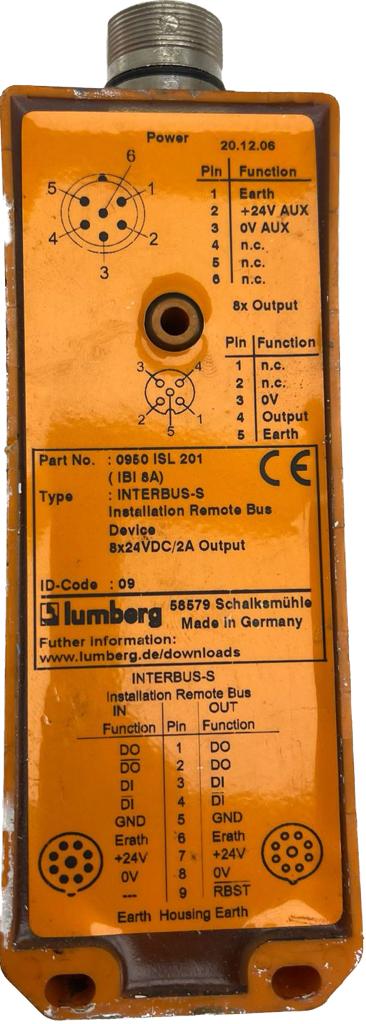 Power 20.12.06
6
5 1
4 2
3
Pin Function
1 Earth
2 +24V AUX
3 0V AUX
4 n.c.
5 n.c.
6 n.c.
8x Output
3 4
2 1
5
Pin Function
1 n.c.
2 n.c.
3 0V
4 Output
5 Earth
Part No. : 0950 ISL 201
( IBI 8A) CE
Type : INTERBUS-S
Installation Remote Bus
Device
8x24VDC/2A Output
ID-Code : 09
lumberg 58579 Schalksmühle
Made in Germany
Futher information:
www.lumberg.de/downloads
INTERBUS-S
Installation Remote Bus
IN OUT
Function Pin Function
DO 1 DO
D̅O̅ 2 DO
DI 3 DI
D̅I̅ 4 D̅I̅
GND 5 GND
Erath 6 Erath
+24V 7 +24V
0V 8 0V
--- 9 R̅B̅S̅T̅
Earth Housing Earth